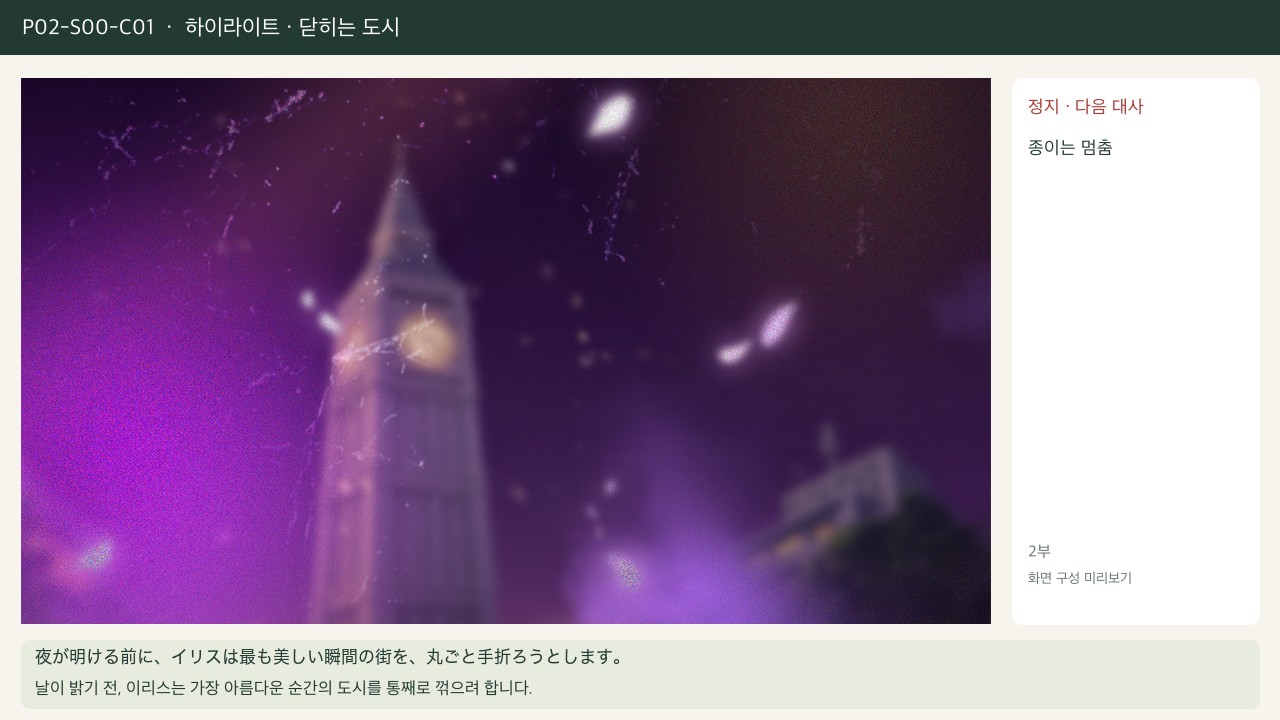 P02-S00-C01 · 하이라이트 · 닫히는 도시
정지 · 다음 대사
종이는 멈춤
2부
화면 구성 미리보기
夜が明ける前に、イリスは最も美しい瞬間の街を、丸ごと手折ろうとします。
날이 밝기 전, 이리스는 가장 아름다운 순간의 도시를 통째로 꺾으려 합니다.